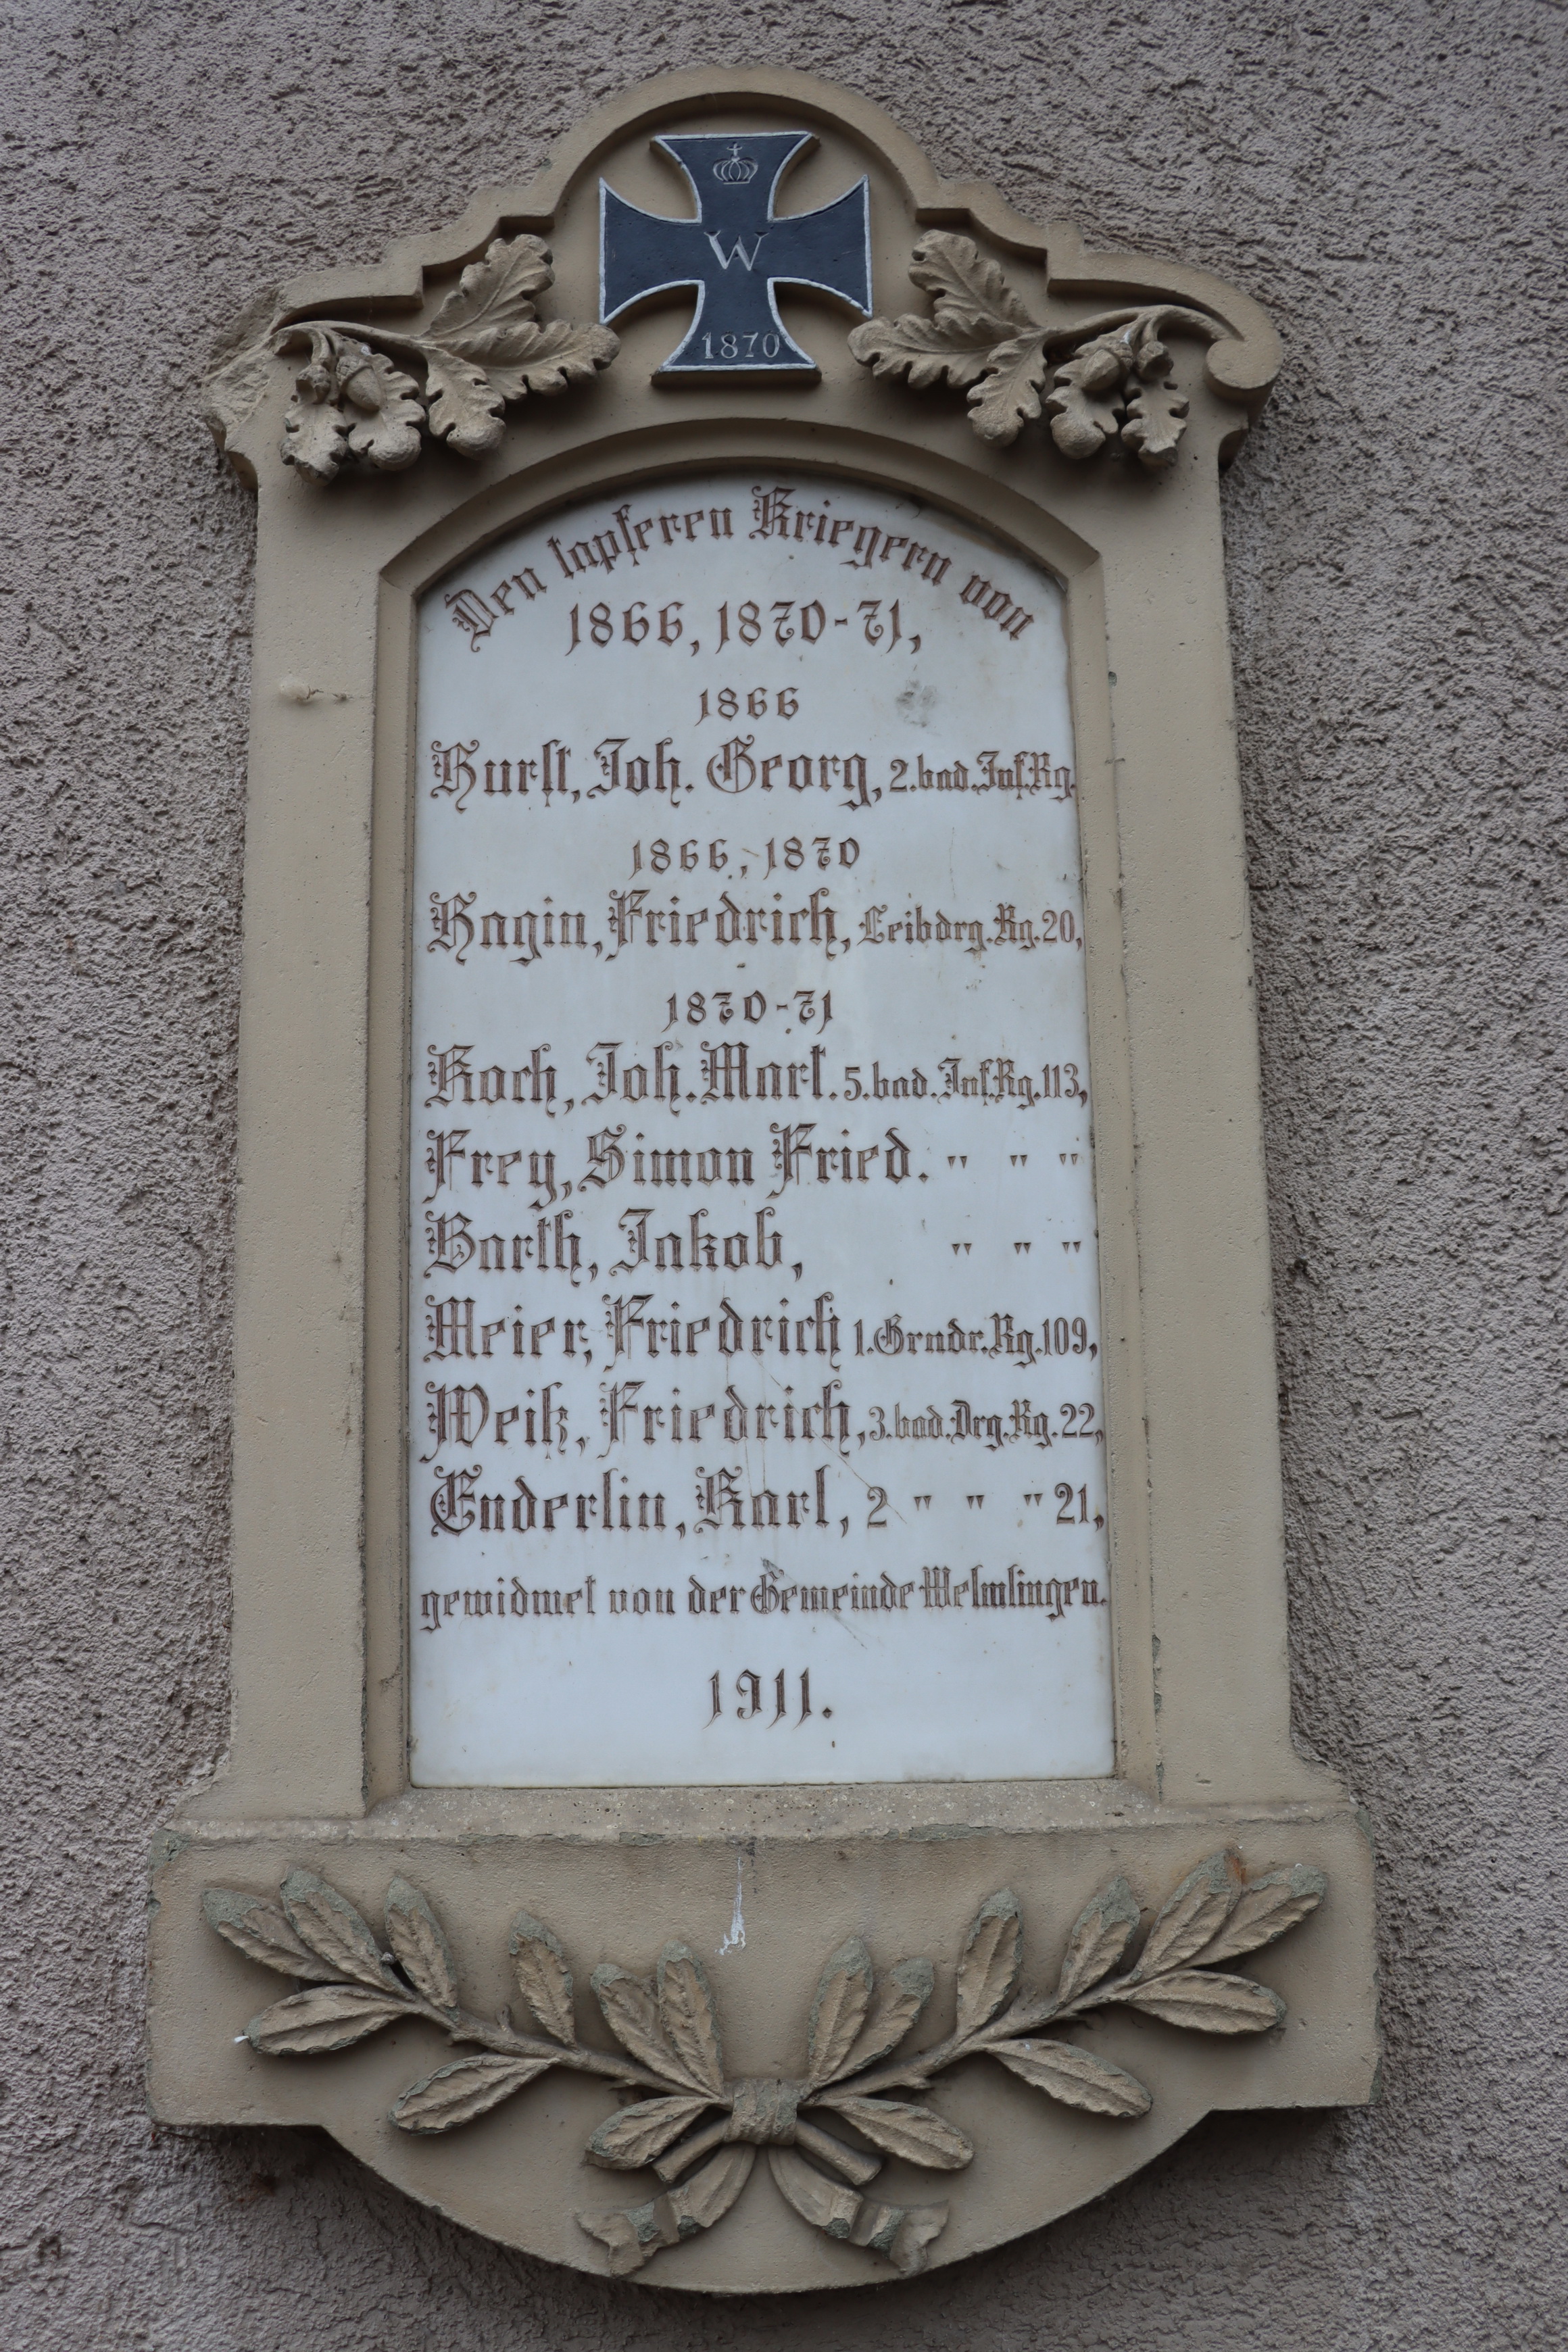 W
1870
Den tapferen Kriegern von
1866, 1870-71,
1866
Hurst, Joh. Georg, 2. bad. Inf. Rg.
1866, 1870
Hagin, Friedrich, Leibdrg. Rg. 20,
1870-71
Koch, Joh. Mart. 5. bad. Inf. Rg. 113,
Frey, Simon Fried. " " "
Barth, Jakob, " " "
Meier, Friedrich 1. Grndr. Rg. 109,
Weiß, Friedrich, 3. bad. Drg. Rg. 22,
Enderlin, Karl, 2 " " " 21,
gewidmet von der Gemeinde Welmlingen.
1911.